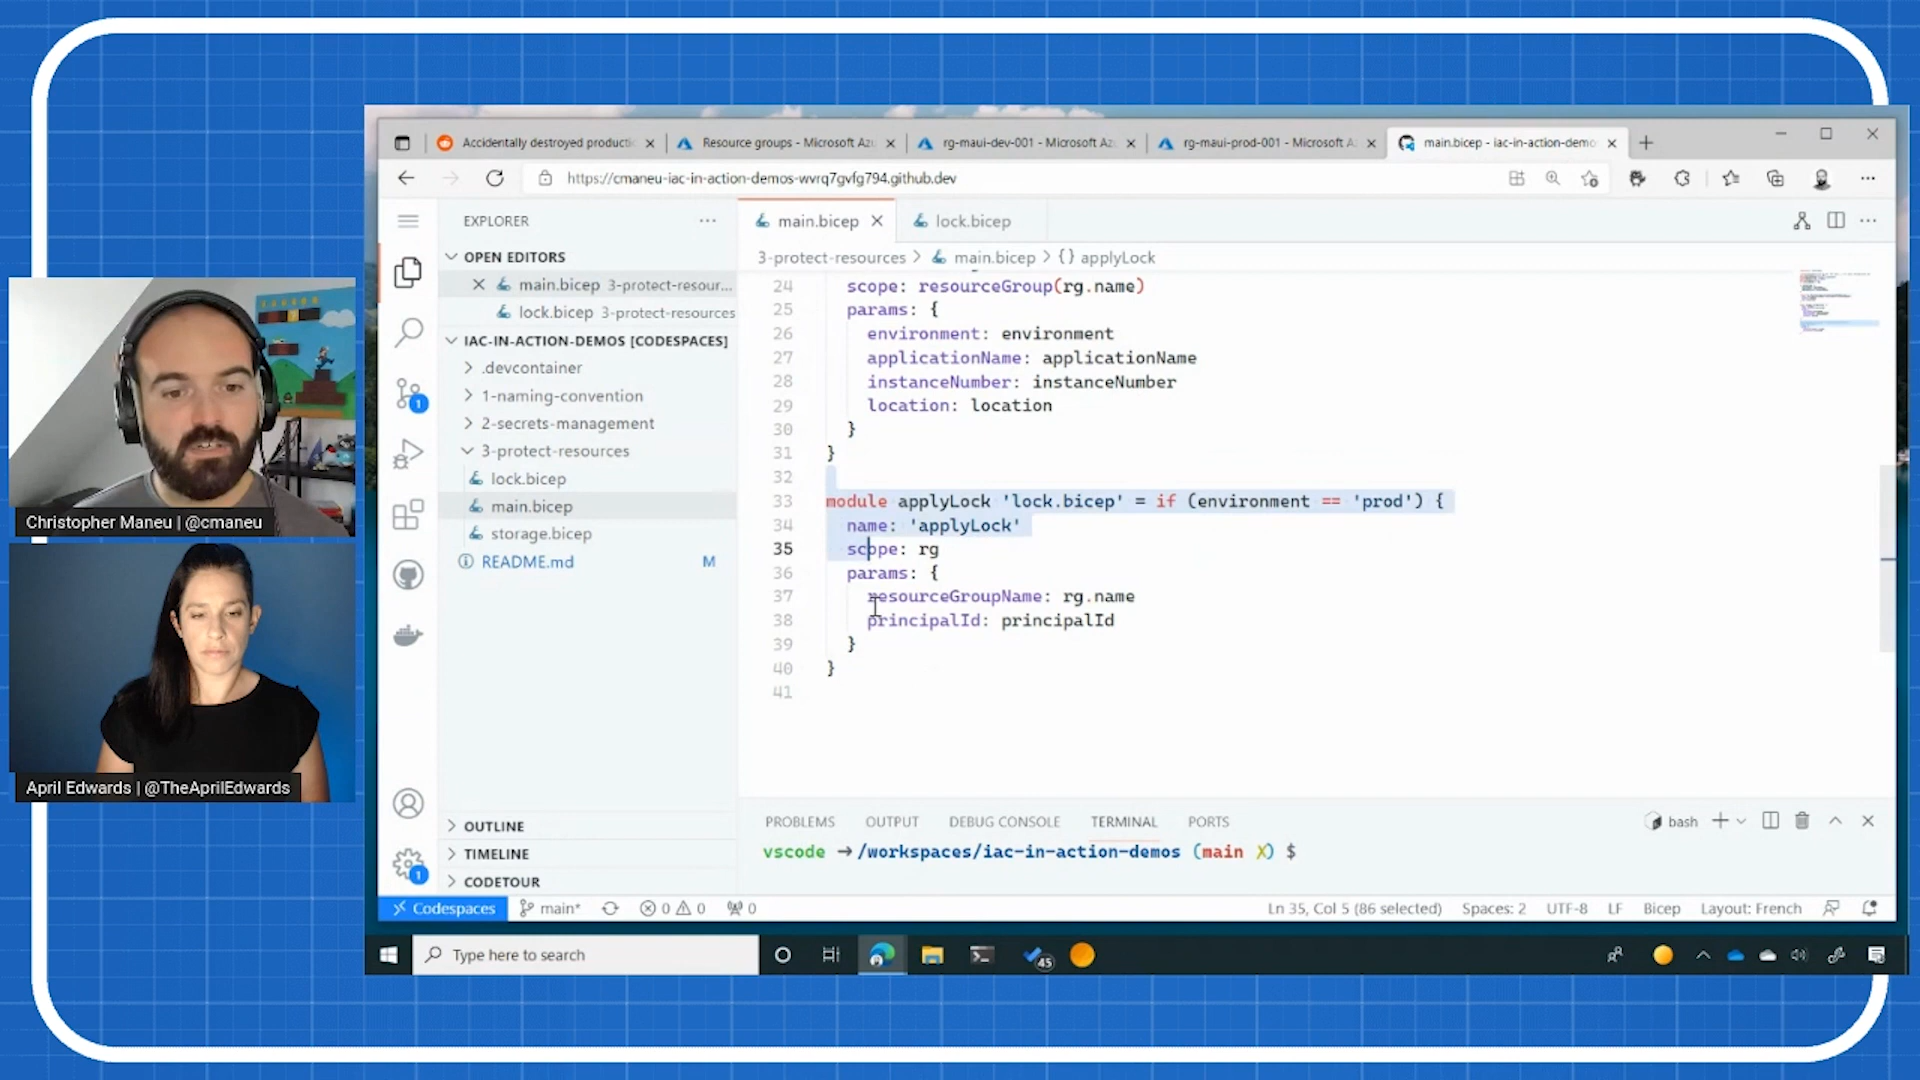 Accidentally destroyed producti
Resource groups - Microsoft Azu
rg-maui-dev-001 - Microsoft Az
rg-maui-prod-001 - Microsoft A
main.bicep - iac-in-action-demo
https://cmaneu-iac-in-action-demos-wvrq7gvfg794.github.dev
EXPLORER
OPEN EDITORS
main.bicep 3-protect-resour...
lock.bicep 3-protect-resources
IAC-IN-ACTION-DEMOS [CODESPACES]
.devcontainer
1-naming-convention
2-secrets-management
3-protect-resources
lock.bicep
main.bicep
storage.bicep
README.md M
OUTLINE
TIMELINE
CODETOUR
1
1
main.bicep
lock.bicep
3-protect-resources > main.bicep > {} applyLock
24 scope: resourceGroup(rg.name)
25 params: {
26 environment: environment
27 applicationName: applicationName
28 instanceNumber: instanceNumber
29 location: location
30 }
31 }
32
33 module applyLock 'lock.bicep' = if (environment == 'prod') {
34 name: 'applyLock'
35 scope: rg
36 params: {
37 resourceGroupName: rg.name
38 principalId: principalId
39 }
40 }
41
PROBLEMS OUTPUT DEBUG CONSOLE TERMINAL PORTS
bash
vscode → /workspaces/iac-in-action-demos (main X) $
Codespaces main* 0 0 0
Ln 35, Col 5 (86 selected) Spaces: 2 UTF-8 LF Bicep Layout: French
Type here to search
45
Christopher Maneu | @cmaneu
April Edwards | @TheAprilEdwards